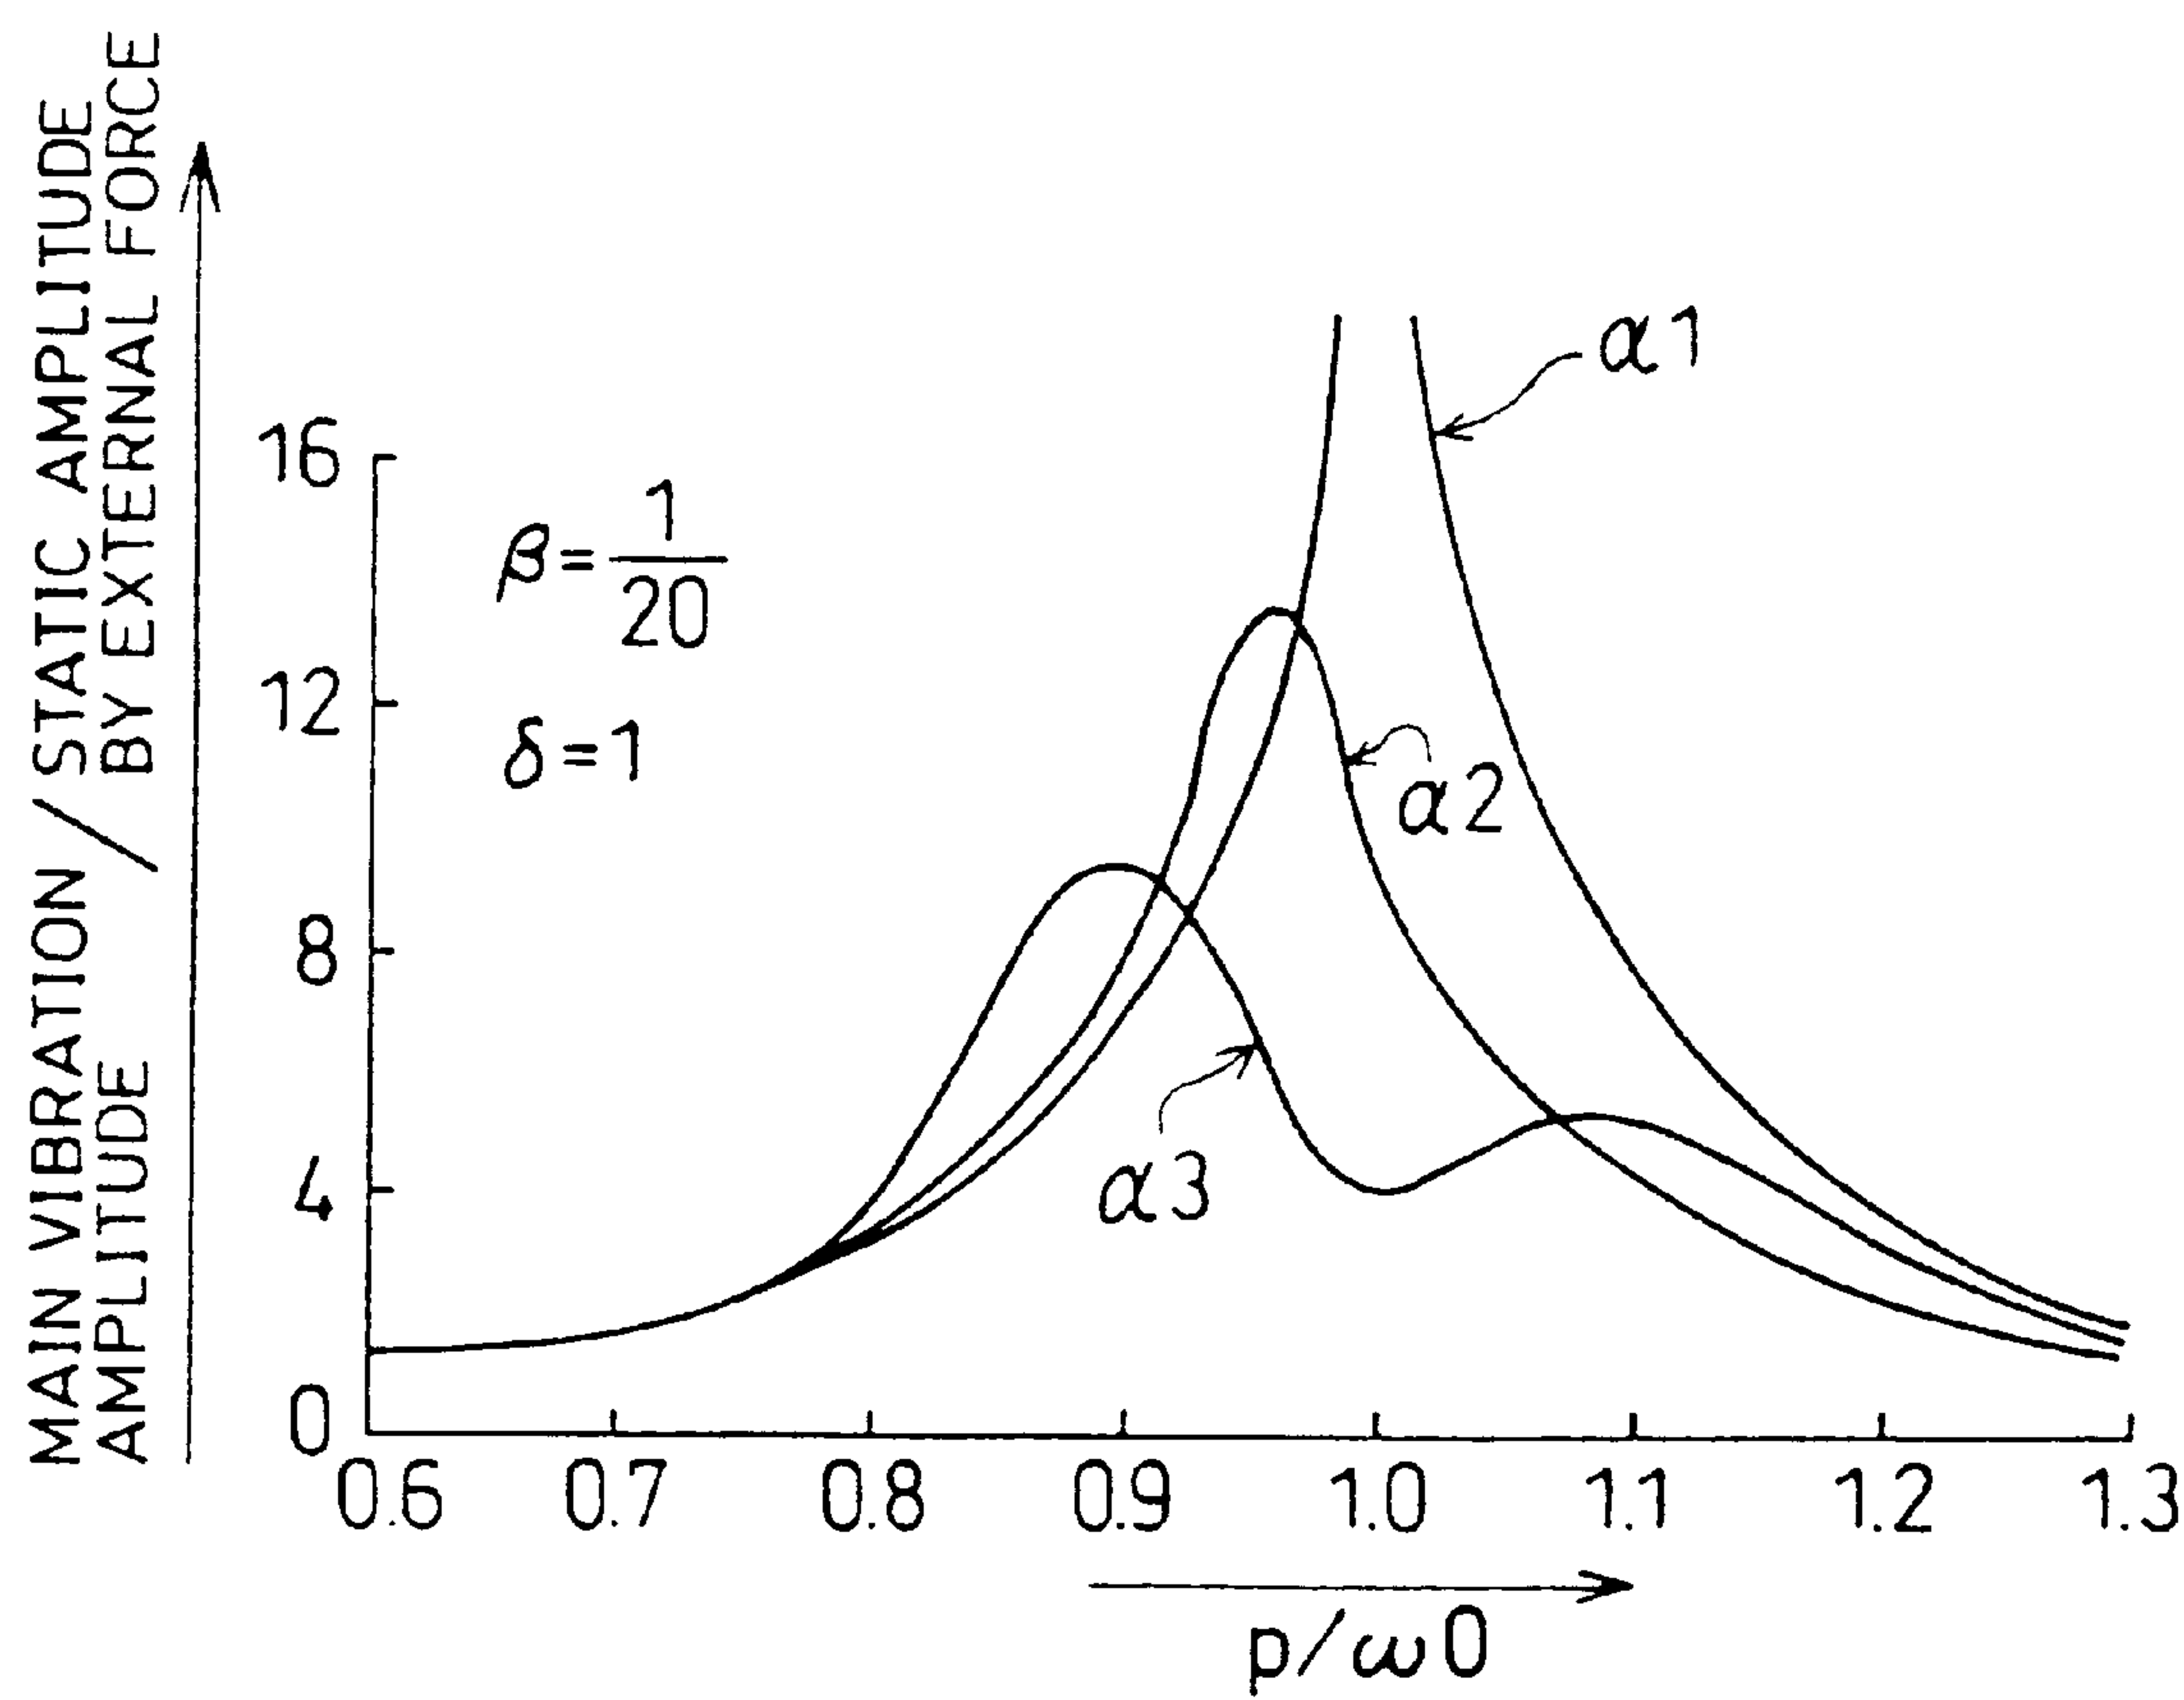 MAIN VIBRATION / STATIC AMPLITUDE
AMPLITUDE / BY EXTERNAL FORCE
16
12
8
4
0
β=1/20
δ=1
α1
α2
α3
0.6 0.7 0.8 0.9 1.0 1.1 1.2 1.3
p/ω0